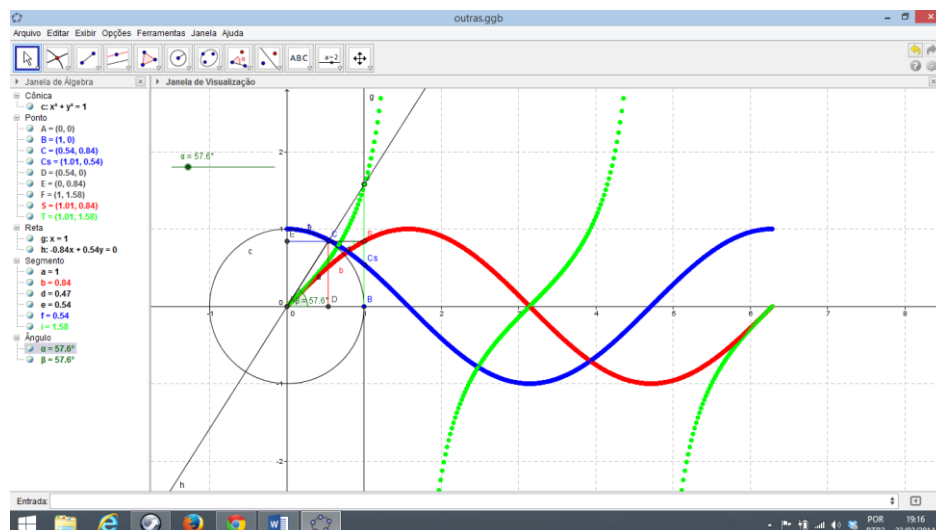 outras.ggb
Arquivo Editar Exibir Opções Ferramentas Janela Ajuda
ABC a=2
Janela de Álgebra
Janela de Visualização
Cônica
c: x² + y² = 1
Ponto
A = (0, 0)
B = (1, 0)
C = (0.54, 0.84)
Cs = (1.01, 0.54)
D = (0.54, 0)
E = (0, 0.84)
F = (1, 1.58)
S = (1.01, 0.84)
T = (1.01, 1.58)
Reta
g: x = 1
h: -0.84x + 0.54y = 0
Segmento
a = 1
b = 0.84
d = 0.47
e = 0.54
f = 0.54
i = 1.58
Ângulo
α = 57.6°
β = 57.6°
g
2
α = 57.6°
1
E
C
S
c
b
Cs
0
β = 57.6°
D
B
-1
0
1
2
3
4
5
6
7
8
-1
-2
h
Entrada:
POR
19:16